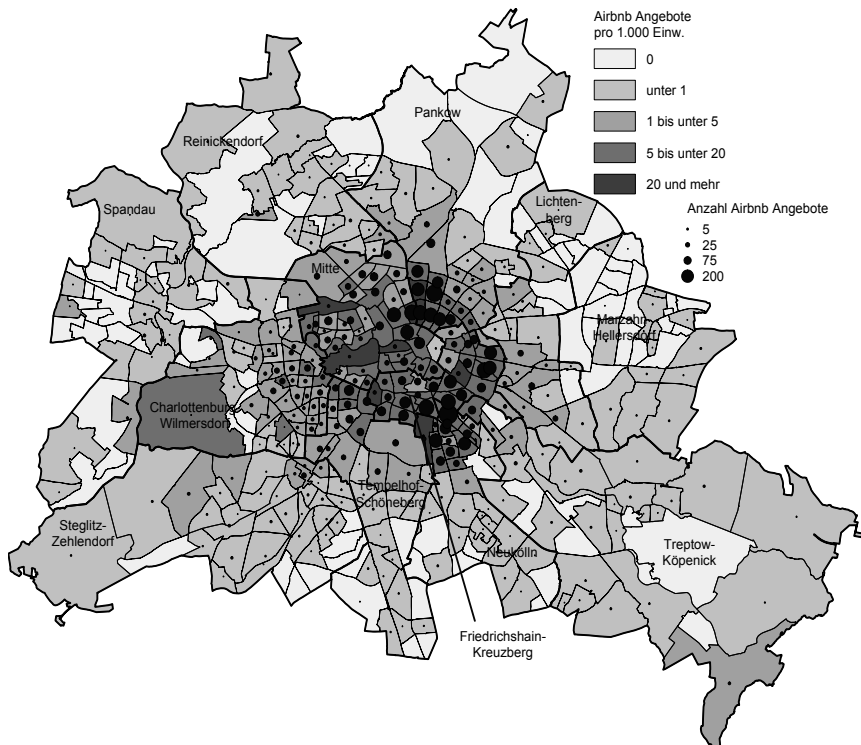 Airbnb Angebote
pro 1.000 Einw.
0
unter 1
1 bis unter 5
5 bis unter 20
20 und mehr
Anzahl Airbnb Angebote
5
25
75
200
Pankow
Reinickendorf
Spandau
Lichten-
berg
Mitte
Marzahn-
Hellersdorf
Charlottenburg-
Wilmersdorf
Tempelhof-
Schöneberg
Steglitz-
Zehlendorf
Neukölln
Treptow-
Köpenick
Friedrichshain-
Kreuzberg